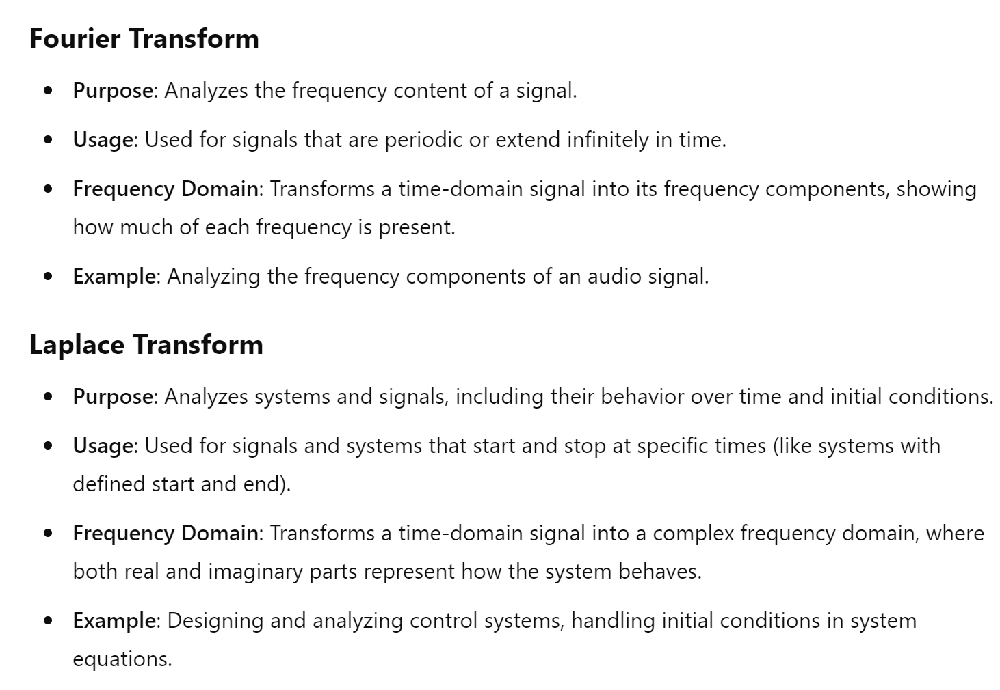 Fourier Transform
• Purpose: Analyzes the frequency content of a signal.
• Usage: Used for signals that are periodic or extend infinitely in time.
• Frequency Domain: Transforms a time-domain signal into its frequency components, showing
how much of each frequency is present.
• Example: Analyzing the frequency components of an audio signal.
Laplace Transform
• Purpose: Analyzes systems and signals, including their behavior over time and initial conditions.
• Usage: Used for signals and systems that start and stop at specific times (like systems with
defined start and end).
• Frequency Domain: Transforms a time-domain signal into a complex frequency domain, where
both real and imaginary parts represent how the system behaves.
• Example: Designing and analyzing control systems, handling initial conditions in system
equations.